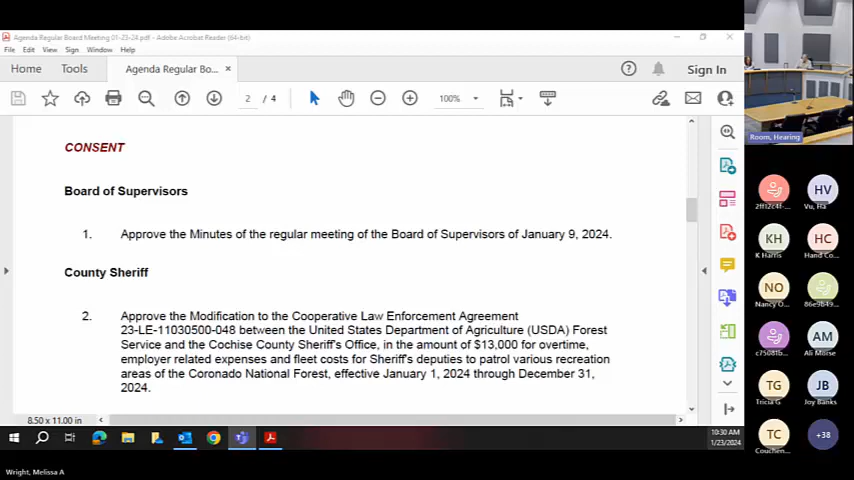 Agenda Regular Board Meeting 01-23-24.pdf - Adobe Acrobat Reader (64-bit)
File Edit View Sign Window Help
Home Tools Agenda Regular Bo... × Sign In
2 / 4 100%
CONSENT
Board of Supervisors
1. Approve the Minutes of the regular meeting of the Board of Supervisors of January 9, 2024.
County Sheriff
2. Approve the Modification to the Cooperative Law Enforcement Agreement
23-LE-11030500-048 between the United States Department of Agriculture (USDA) Forest
Service and the Cochise County Sheriff's Office, in the amount of $13,000 for overtime,
employer related expenses and fleet costs for Sheriff's deputies to patrol various recreation
areas of the Coronado National Forest, effective January 1, 2024 through December 31,
2024.
8.50 x 11.00 in
10:30 AM
1/23/2024
Wright, Melissa A
Room, Hearing
HV
Vu, Ha
KH HC
K Harris Hand Co...
NO
Nancy O...
AM
Ali Morse
TG JB
Tricia G Joy Banks
TC +38
Couchen...